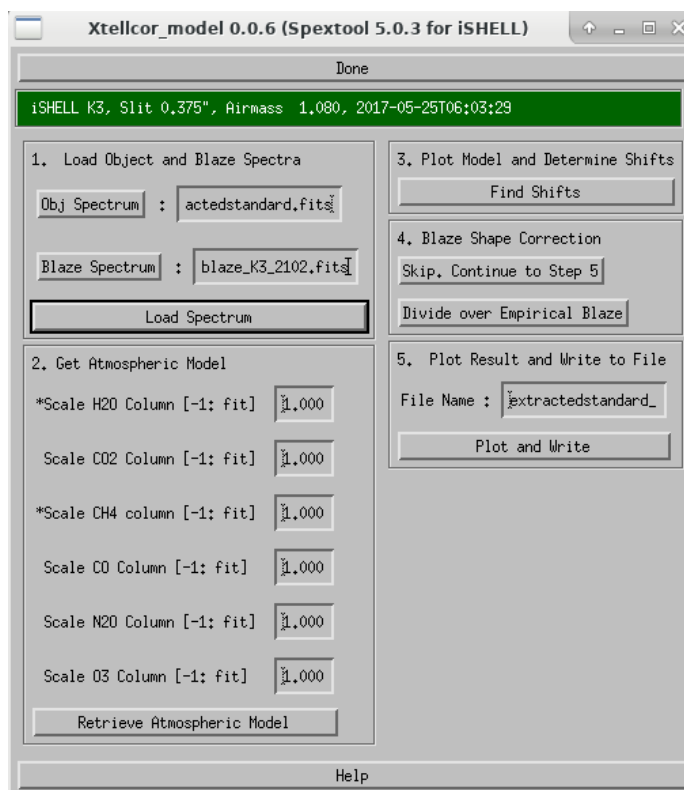 Xtellcor_model 0.0.6 (Spextool 5.0.3 for iSHELL)
Done
iSHELL K3, Slit 0.375", Airmass  1.080, 2017-05-25T06:03:29
1.  Load Object and Blaze Spectra
Obj Spectrum : actedstandard.fits
Blaze Spectrum : blaze_K3_2102.fits
Load Spectrum
2. Get Atmospheric Model
*Scale H2O Column [-1: fit] 1.000
Scale CO2 Column [-1: fit] 1.000
*Scale CH4 column [-1: fit] 1.000
Scale CO Column [-1: fit] 1.000
Scale N2O Column [-1: fit] 1.000
Scale O3 Column [-1: fit] 1.000
Retrieve Atmospheric Model
3. Plot Model and Determine Shifts
Find Shifts
4. Blaze Shape Correction
Skip. Continue to Step 5
Divide over Empirical Blaze
5.  Plot Result and Write to File
File Name : extractedstandard_
Plot and Write
Help